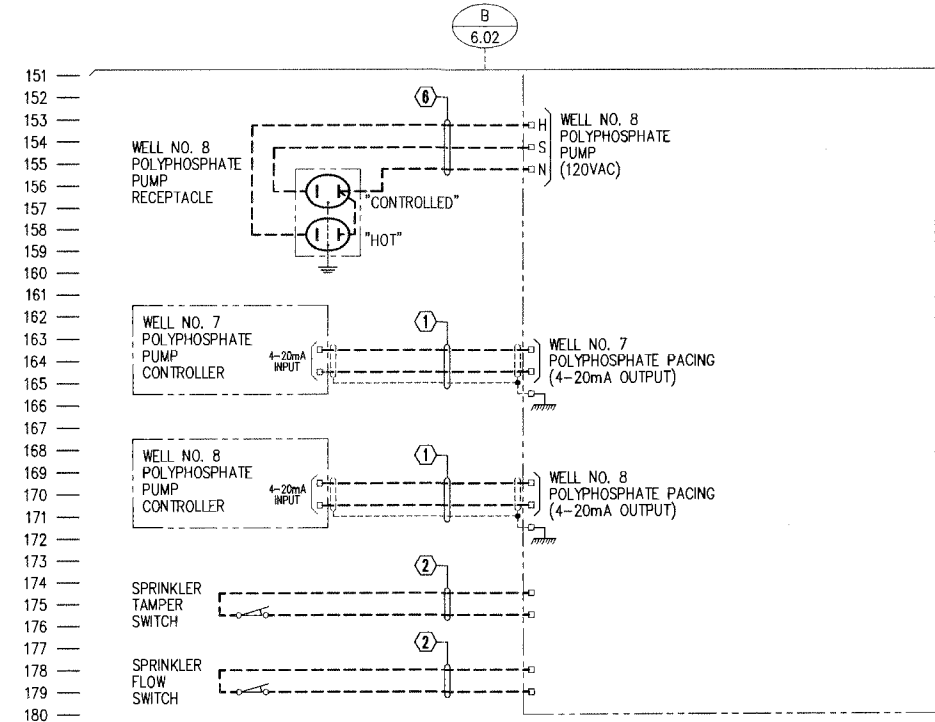 B
6.02
151
152
153
154
155
156
157
158
159
160
161
162
163
164
165
166
167
168
169
170
171
172
173
174
175
176
177
178
179
180
6
WELL NO. 8
POLYPHOSPHATE
PUMP
RECEPTACLE
"CONTROLLED"
"HOT"
H
S
N
WELL NO. 8
POLYPHOSPHATE
PUMP
(120VAC)
WELL NO. 7
POLYPHOSPHATE
PUMP
CONTROLLER
4-20mA
INPUT
1
WELL NO. 7
POLYPHOSPHATE PACING
(4-20mA OUTPUT)
WELL NO. 8
POLYPHOSPHATE
PUMP
CONTROLLER
4-20mA
INPUT
1
WELL NO. 8
POLYPHOSPHATE PACING
(4-20mA OUTPUT)
SPRINKLER
TAMPER
SWITCH
2
SPRINKLER
FLOW
SWITCH
2